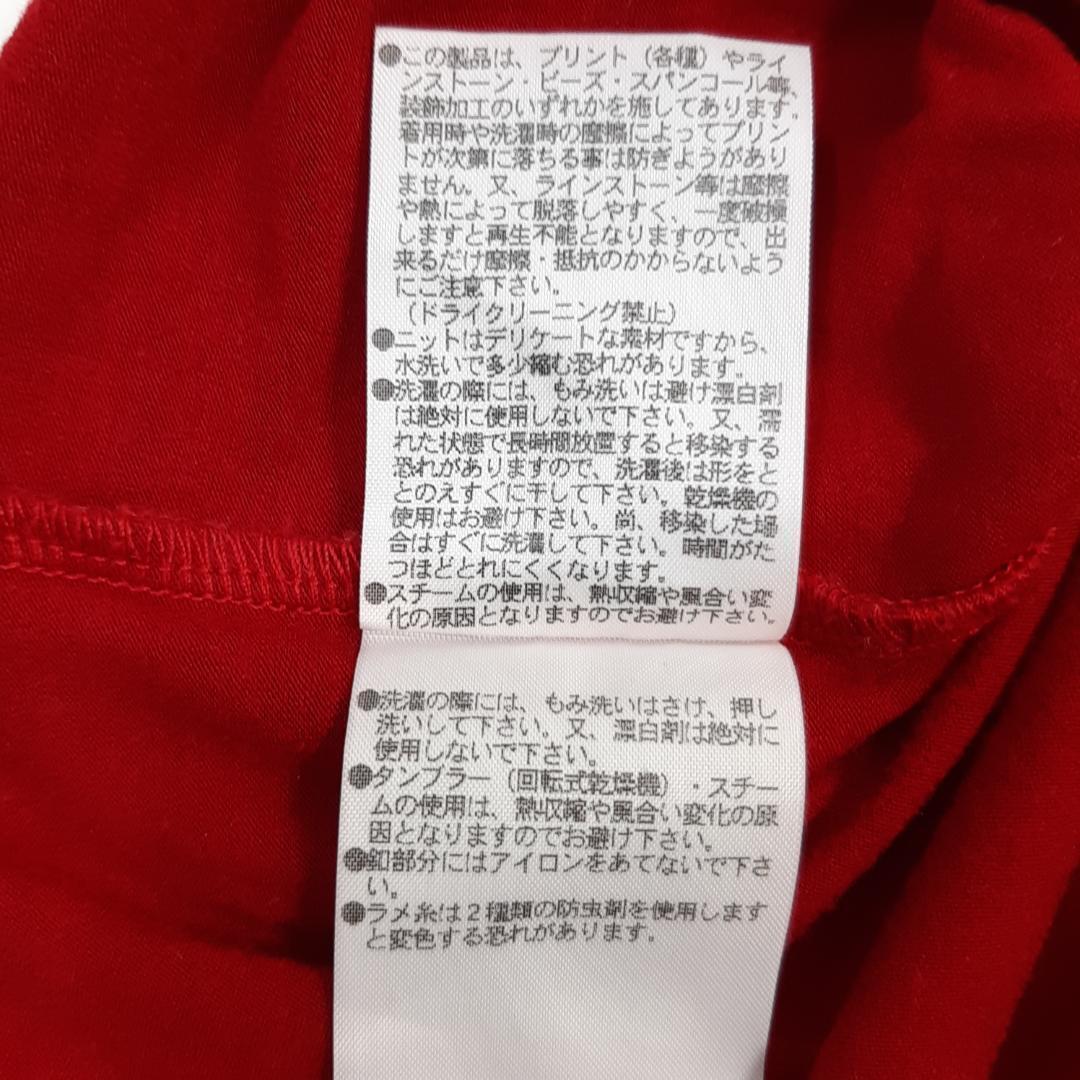 ●この製品は、プリント（各種）やライ
ンストーン・ビーズ・スパンコール等、
装飾加工のいずれかを施してあります。
着用時や洗濯時の摩擦によってプリン
トが次第に落ちる事は防ぎようがあり
ません。又、ラインストーン等は摩擦
や熱によって脱落しやすく、一度破損
しますと再生不能となりますので、出
来るだけ摩擦・抵抗のかからないよう
にご注意下さい。
（ドライクリーニング禁止）
●ニットはデリケートな素材ですから、
水洗いで多少縮む恐れがあります。
●洗濯の際には、もみ洗いは避け漂白剤
は絶対に使用しないで下さい。又、濡
れた状態で長時間放置すると移染する
恐れがありますので、洗濯後は形をと
とのえすぐに干して下さい。乾燥機の
使用はお避け下さい。尚、移染した場
合はすぐに洗濯して下さい。時間がた
つほどとれにくくなります。
●スチームの使用は、熱収縮や風合い変
化の原因となりますのでお避け下さい。
●洗濯の際には、もみ洗いはさけ、押し
洗いして下さい。又、漂白剤は絶対に
使用しないで下さい。
●タンブラー（回転式乾燥機）・スチー
ムの使用は、熱収縮や風合い変化の原
因となりますのでお避け下さい。
●釦部分にはアイロンをあてないで下さ
い。
●ラメ糸は２種類の防虫剤を使用します
と変色する恐れがあります。